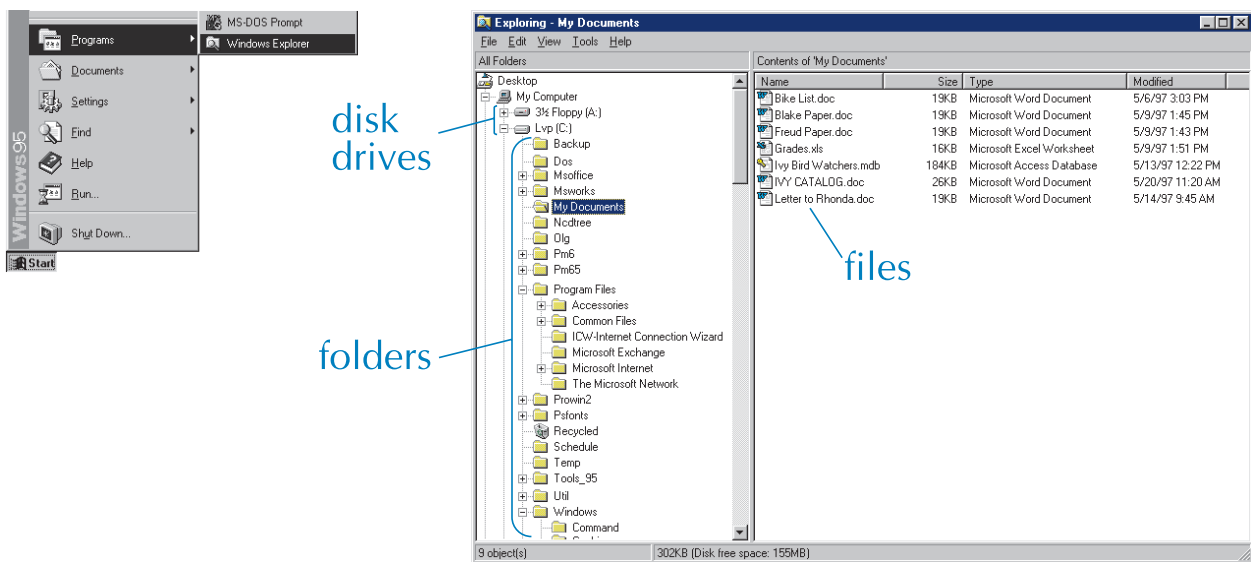 Programs
Documents
Settings
Find
Help
Run...
Shut Down...
Windows95
Start
MS-DOS Prompt
Windows Explorer
disk
drives
folders
Exploring - My Documents
File Edit View Tools Help
All Folders
Contents of 'My Documents'
Desktop
My Computer
3½ Floppy (A:)
Lvp (C:)
Backup
Dos
Msoffice
Msworks
My Documents
Ncdtree
Olg
Pm6
Pm65
Program Files
Accessories
Common Files
ICW-Internet Connection Wizard
Microsoft Exchange
Microsoft Internet
The Microsoft Network
Prowin2
Psfonts
Recycled
Schedule
Temp
Tools_95
Util
Windows
Command
Name Size Type Modified
Bike List.doc 19KB Microsoft Word Document 5/6/97 3:03 PM
Blake Paper.doc 19KB Microsoft Word Document 5/9/97 1:45 PM
Freud Paper.doc 19KB Microsoft Word Document 5/9/97 1:43 PM
Grades.xls 16KB Microsoft Excel Worksheet 5/9/97 1:51 PM
Ivy Bird Watchers.mdb 184KB Microsoft Access Database 5/13/97 12:22 PM
IVY CATALOG.doc 26KB Microsoft Word Document 5/20/97 11:20 AM
Letter to Rhonda.doc 19KB Microsoft Word Document 5/14/97 9:45 AM
files
9 object(s) 302KB (Disk free space: 155MB)